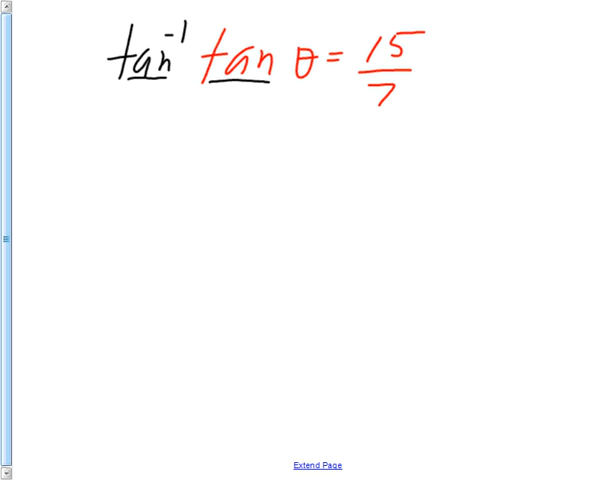 tan⁻¹ tan θ = 15/7
Extend Page